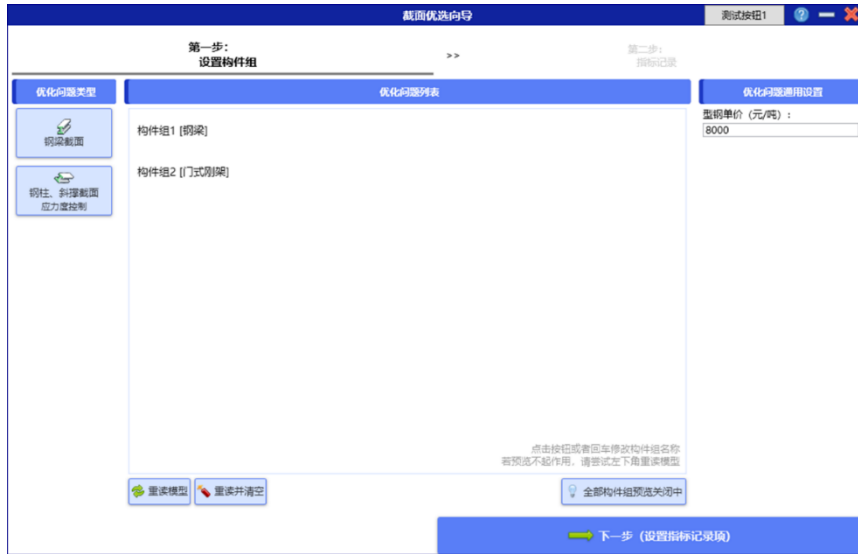 截面优选向导
测试按钮1
第一步：
设置构件组
>>
第二步：
指标记录
优化问题类型
优化问题列表
优化问题通用设置
钢梁截面
钢柱、斜撑截面
应力度控制
构件组1 [钢梁]
构件组2 [门式刚架]
型钢单价（元/吨）：
8000
点击按钮或者回车修改构件组名称
若预览不起作用，请尝试左下角重读模型
重读模型
重读并清空
全部构件组预览关闭中
下一步（设置指标记录项）